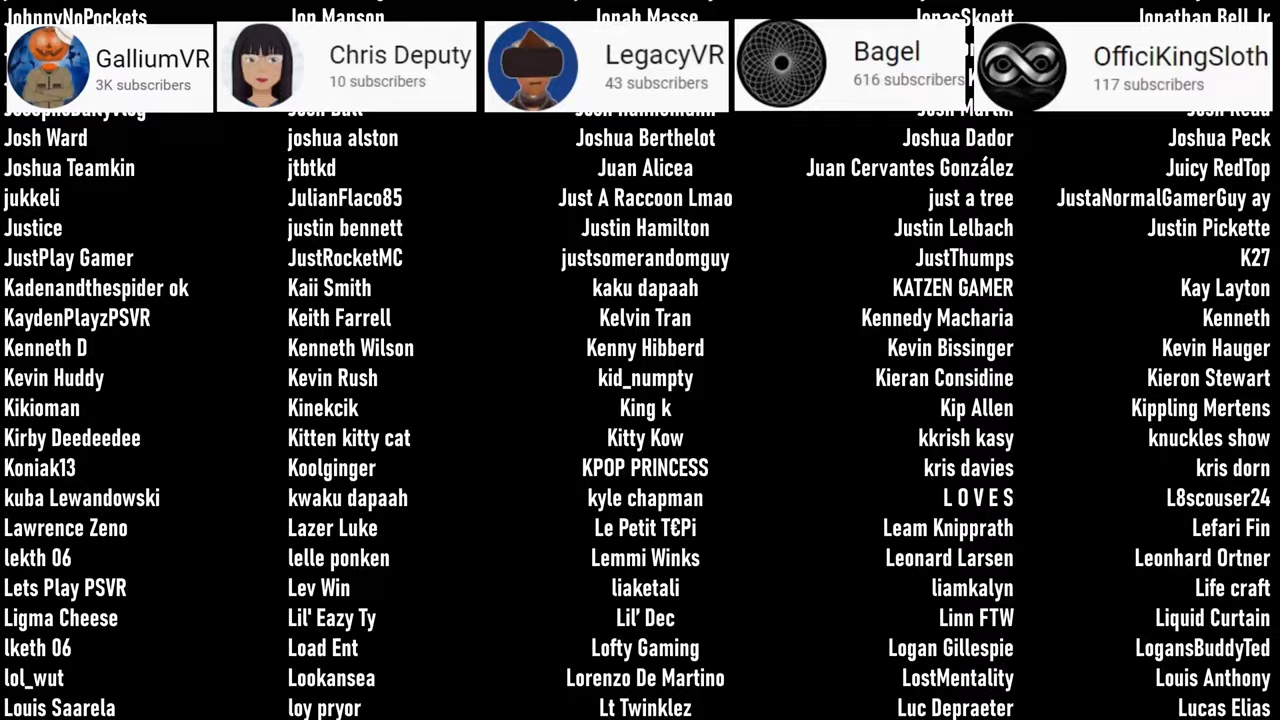 JohnnyNoPockets Jon Manson Jonah Masse JonasSkoett Jonathan Bell Jr
GalliumVR Chris Deputy LegacyVR Bagel OfficiKingSloth
3K subscribers 10 subscribers 43 subscribers 616 subscribers 117 subscribers
Josh Ward joshua alston Joshua Berthelot Joshua Dador Joshua Peck
Joshua Teamkin jtbtkd Juan Alicea Juan Cervantes González Juicy RedTop
jukkeli JulianFlaco85 Just A Raccoon Lmao just a tree JustaNormalGamerGuy ay
Justice justin bennett Justin Hamilton Justin Lelbach Justin Pickette
JustPlay Gamer JustRocketMC justsomerandomguy JustThumps K27
Kadenandthespider ok Kaii Smith kaku dapaah KATZEN GAMER Kay Layton
KaydenPlayzPSVR Keith Farrell Kelvin Tran Kennedy Macharia Kenneth
Kenneth D Kenneth Wilson Kenny Hibberd Kevin Bissinger Kevin Hauger
Kevin Huddy Kevin Rush kid_numpty Kieran Considine Kieron Stewart
Kikioman Kinekcik King k Kip Allen Kippling Mertens
Kirby Deedeedee Kitten kitty cat Kitty Kow kkrish kasy knuckles show
Koniak13 Koolginger KPOP PRINCESS kris davies kris dorn
kuba Lewandowski kwaku dapaah kyle chapman L O V E S L8scouser24
Lawrence Zeno Lazer Luke Le Petit T€Pi Leam Knipprath Lefari Fin
lekth 06 lelle ponken Lemmi Winks Leonard Larsen Leonhard Ortner
Lets Play PSVR Lev Win liaketali liamkalyn Life craft
Ligma Cheese Lil' Eazy Ty Lil’ Dec Linn FTW Liquid Curtain
lketh 06 Load Ent Lofty Gaming Logan Gillespie LogansBuddyTed
lol_wut Lookansea Lorenzo De Martino LostMentality Louis Anthony
Louis Saarela loy pryor Lt Twinklez Luc Depraeter Lucas Elias